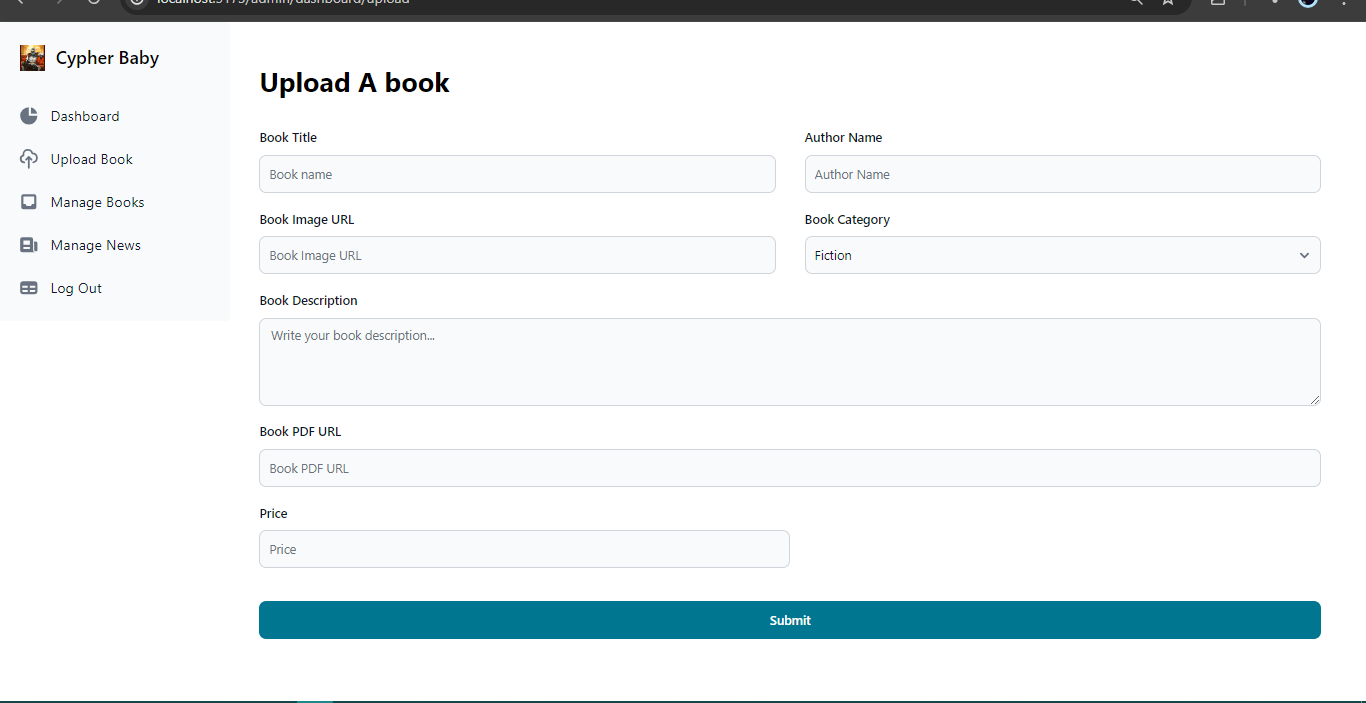 localhost:5173/admin/dashboard/upload
Cypher Baby
Dashboard
Upload Book
Manage Books
Manage News
Log Out
Upload A book
Book Title
Author Name
Book name
Author Name
Book Image URL
Book Category
Book Image URL
Fiction
Book Description
Write your book description...
Book PDF URL
Book PDF URL
Price
Price
Submit